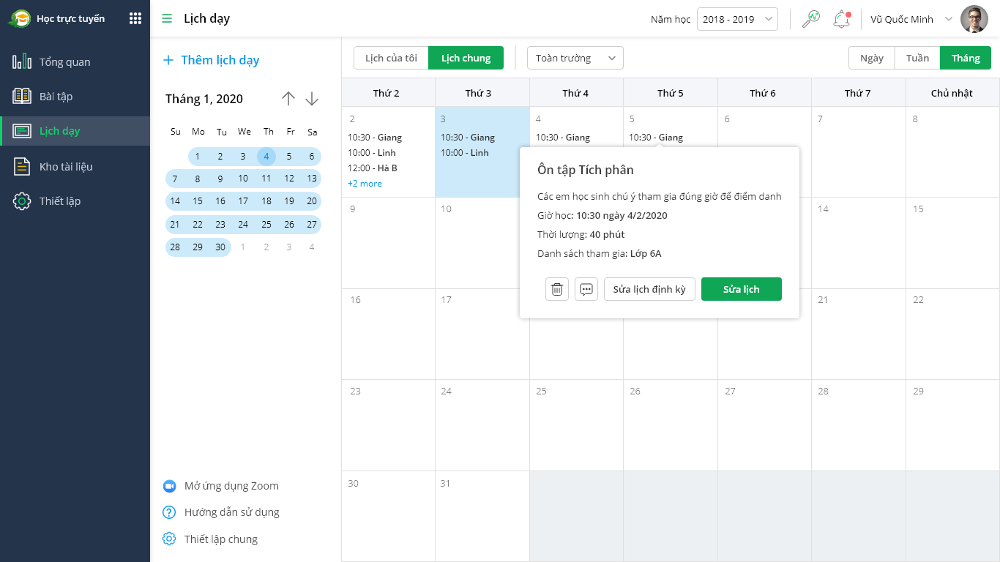 Học trực tuyến
Lịch dạy
Năm học 2018 - 2019 Vũ Quốc Minh
Tổng quan
Bài tập
Lịch dạy
Kho tài liệu
Thiết lập
Thêm lịch dạy
Tháng 1, 2020
Su Mo Tu We Th Fr Sa
1 2 3 4 5 6
7 8 9 10 11 12 13
14 15 16 17 18 19 20
21 22 23 24 25 26 27
28 29 30 1 2 3 4
Mở ứng dụng Zoom
Hướng dẫn sử dụng
Thiết lập chung
Lịch của tôi Lịch chung Toàn trường Ngày Tuần Tháng
Thứ 2 Thứ 3 Thứ 4 Thứ 5 Thứ 6 Thứ 7 Chủ nhật
2 3 4 5 6 7 8
10:30 - Giang 10:30 - Giang 10:30 - Giang 10:30 - Giang
10:00 - Linh 10:00 - Linh
12:00 - Hà B
+2 more
Ôn tập Tích phân
Các em học sinh chú ý tham gia đúng giờ để điểm danh
Giờ học: 10:30 ngày 4/2/2020
Thời lượng: 40 phút
Danh sách tham gia: Lớp 6A
Sửa lịch định kỳ Sửa lịch
9 10 14 15
16 17 21 22
23 24 25 26 27 28 29
30 31